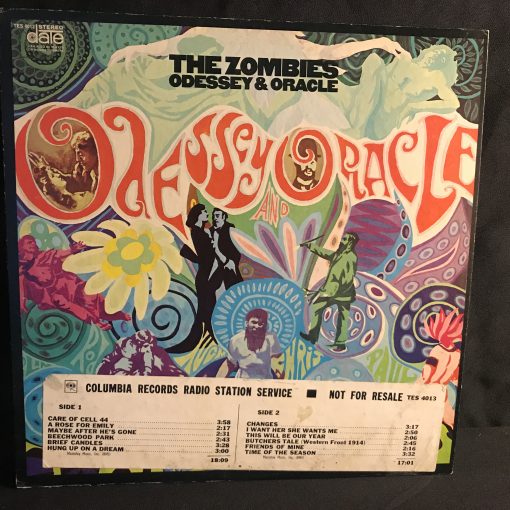 TES 4013 STEREO
date
THE ZOMBIES
ODESSEY & ORACLE
ODESSEY
AND
ORACLE
COLUMBIA RECORDS RADIO STATION SERVICE ■ NOT FOR RESALE TES 4013
SIDE 1
CARE OF CELL 44 3:58
A ROSE FOR EMILY 2:17
MAYBE AFTER HE'S GONE 2:31
BEECHWOOD PARK 2:43
BRIEF CANDLES 3:28
HUNG UP ON A DREAM 3:00
18:09
SIDE 2
CHANGES 3:17
I WANT HER SHE WANTS ME 2:50
THIS WILL BE OUR YEAR 2:06
BUTCHERS TALE (Western Front 1914) 2:45
FRIENDS OF MINE 2:16
TIME OF THE SEASON 3:32
17:01